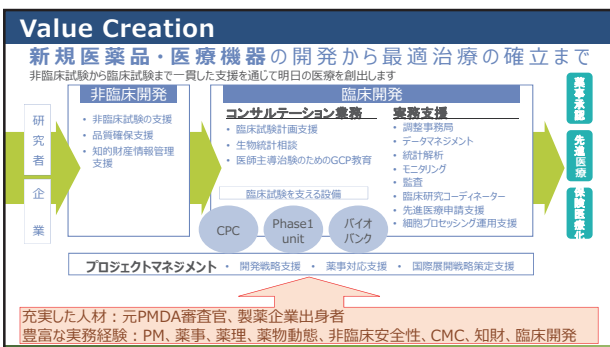 Value Creation
新規医薬品・医療機器の開発から最適治療の確立まで
非臨床試験から臨床試験まで一貫した支援を通じて明日の医療を創出します
研究者
企業
非臨床開発
・非臨床試験の支援
・品質確保支援
・知的財産情報管理
支援
臨床開発
コンサルテーション業務
・臨床試験計画支援
・生物統計相談
・医師主導治験のためのGCP教育
実務支援
・調整事務局
・データマネジメント
・統計解析
・モニタリング
・監査
・臨床研究コーディネーター
・先進医療申請支援
・細胞プロセッシング運用支援
臨床試験を支える設備
CPC
Phase1
unit
バイオ
バンク
薬事承認
先進医療
保険医療化
プロジェクトマネジメント ・開発戦略支援 ・薬事対応支援 ・国際展開戦略策定支援
充実した人材：元PMDA審査官、製薬企業出身者
豊富な実務経験：PM、薬事、薬理、薬物動態、非臨床安全性、CMC、知財、臨床開発